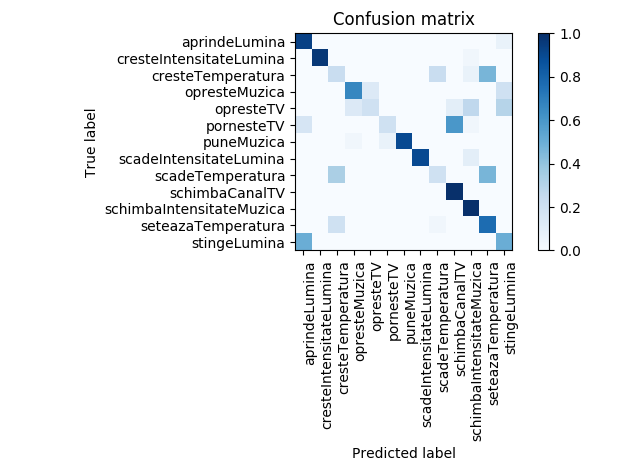 Confusion matrix
True label
aprindeLumina
cresteIntensitateLumina
cresteTemperatura
opresteMuzica
opresteTV
pornesteTV
puneMuzica
scadeIntensitateLumina
scadeTemperatura
schimbaCanalTV
schimbaIntensitateMuzica
seteazaTemperatura
stingeLumina
aprindeLumina
cresteIntensitateLumina
cresteTemperatura
opresteMuzica
opresteTV
pornesteTV
puneMuzica
scadeIntensitateLumina
scadeTemperatura
schimbaCanalTV
schimbaIntensitateMuzica
seteazaTemperatura
stingeLumina
Predicted label
1.0
0.8
0.6
0.4
0.2
0.0